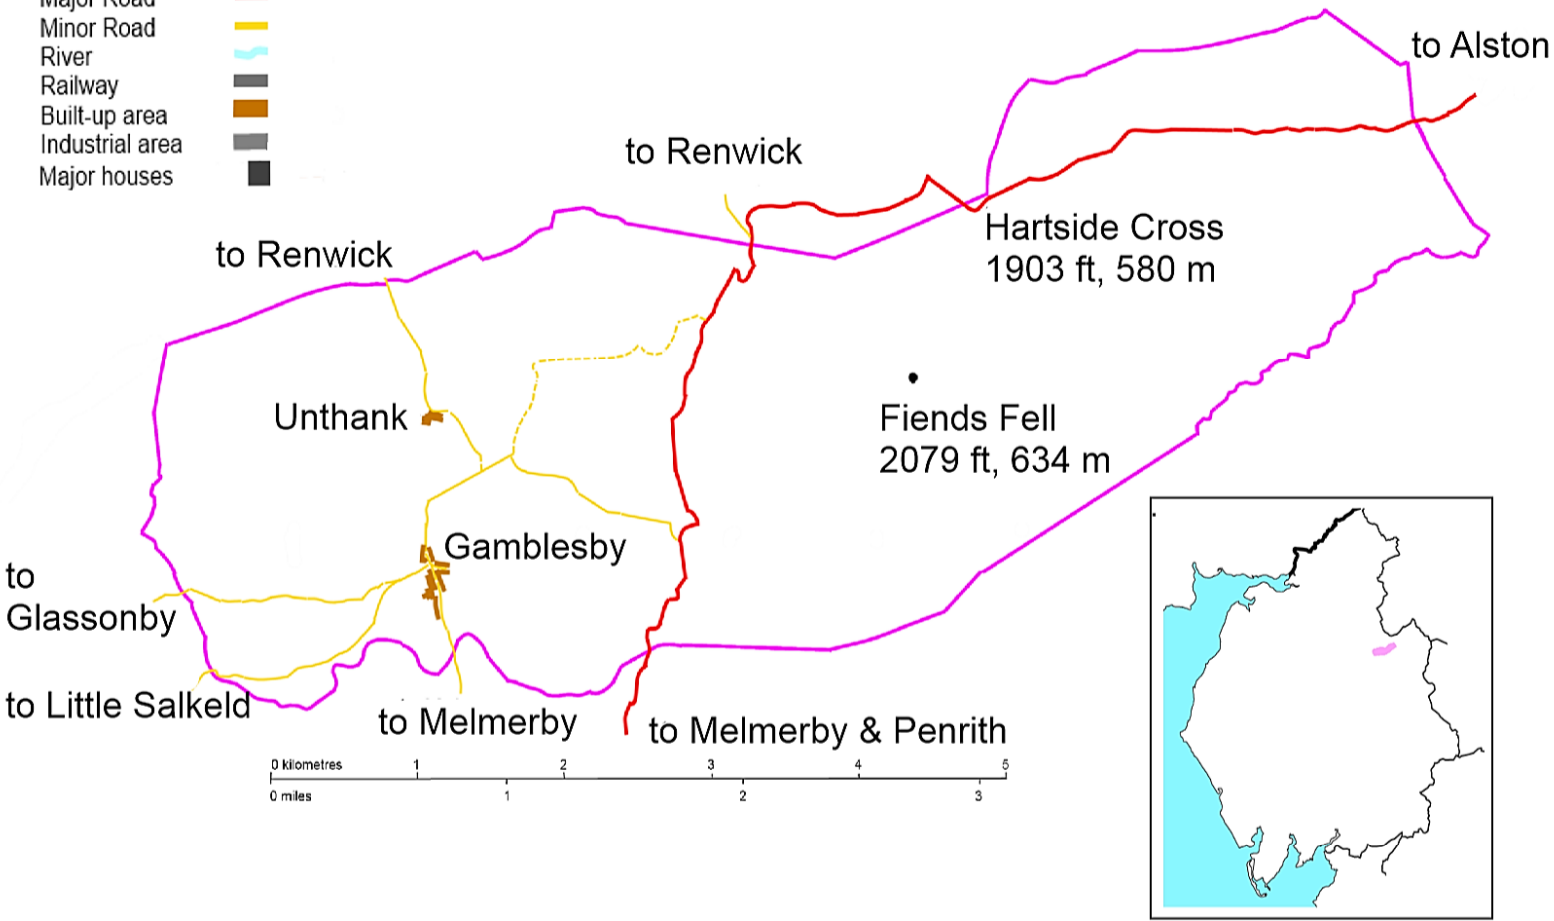 Major Road
Minor Road
River
Railway
Built-up area
Industrial area
Major houses
to Alston
to Renwick
to Renwick
Hartside Cross
1903 ft, 580 m
Unthank
Fiends Fell
2079 ft, 634 m
Gamblesby
to
Glassonby
to Little Salkeld
to Melmerby
to Melmerby & Penrith
0 kilometres 1 2 3 4 5
0 miles 1 2 3